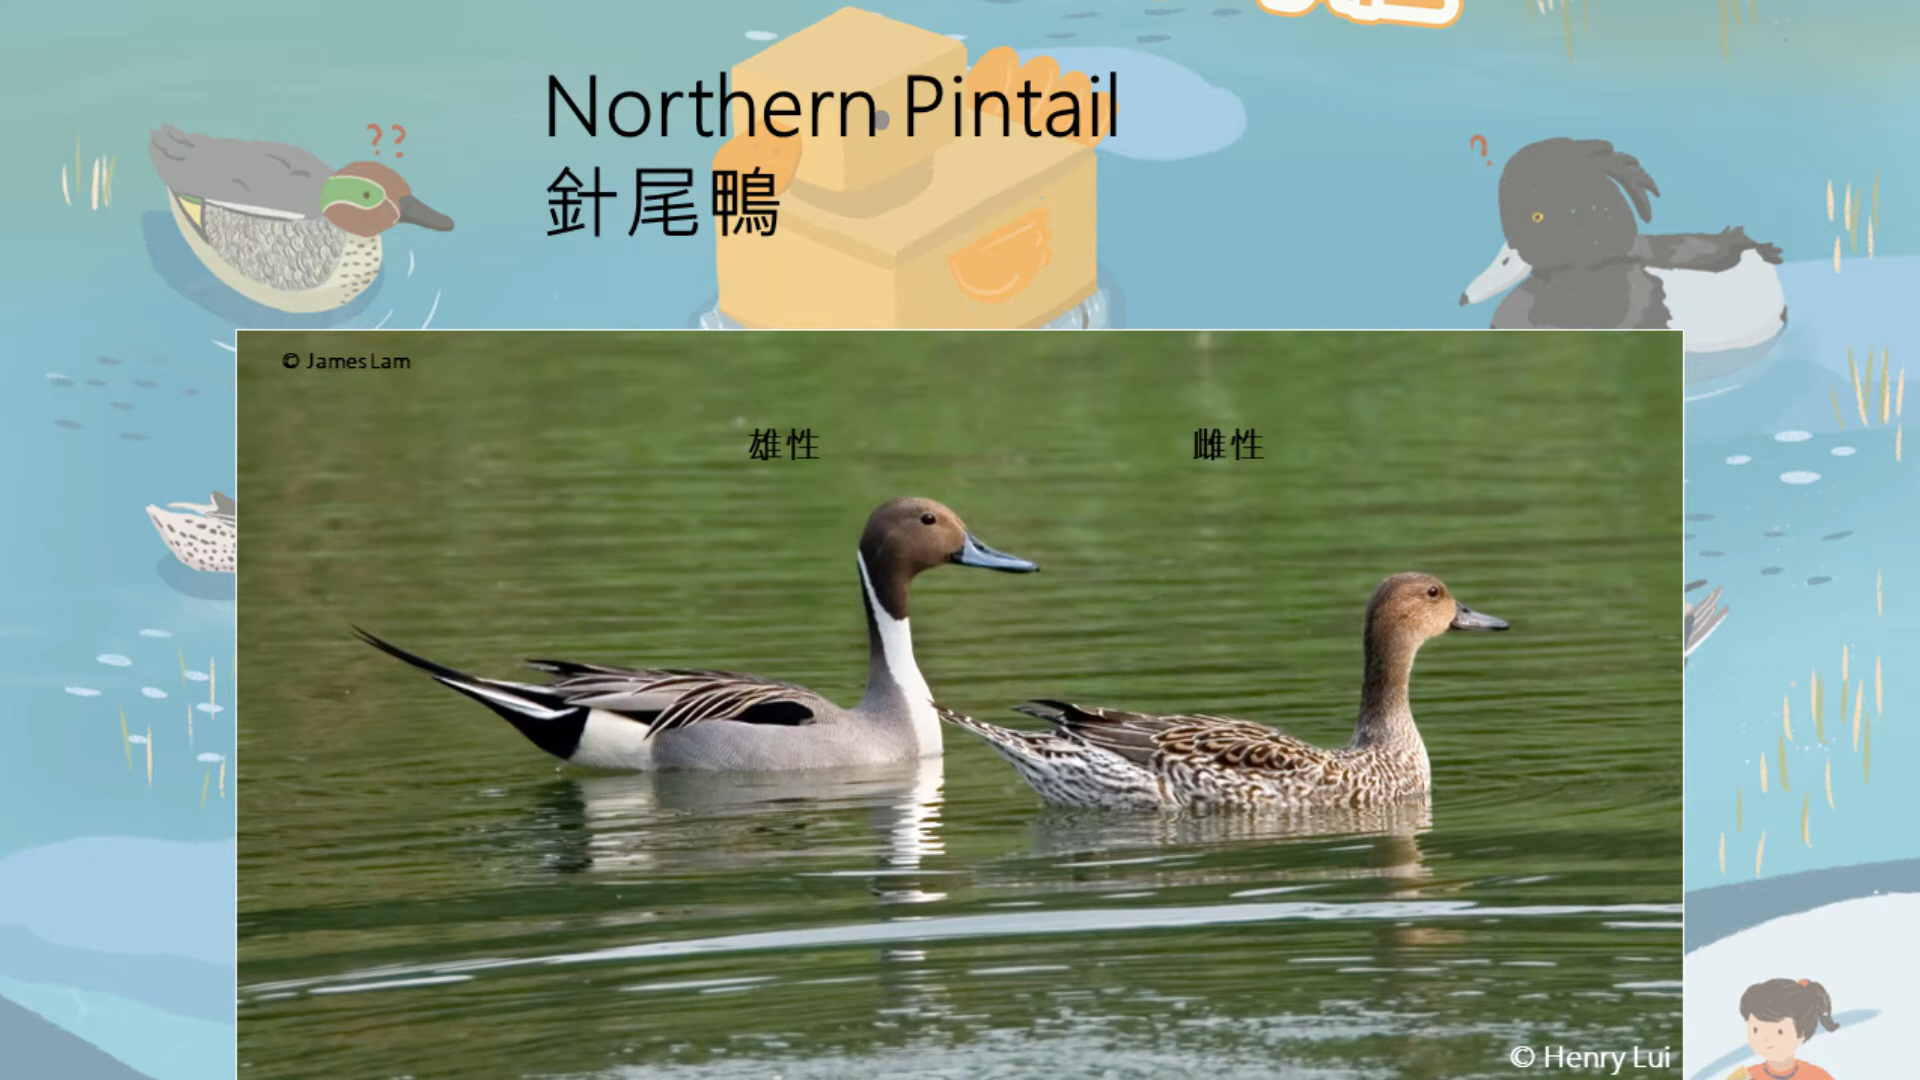 Northern Pintail
針尾鴨
© James Lam
雄性
雌性
© Henry Lui